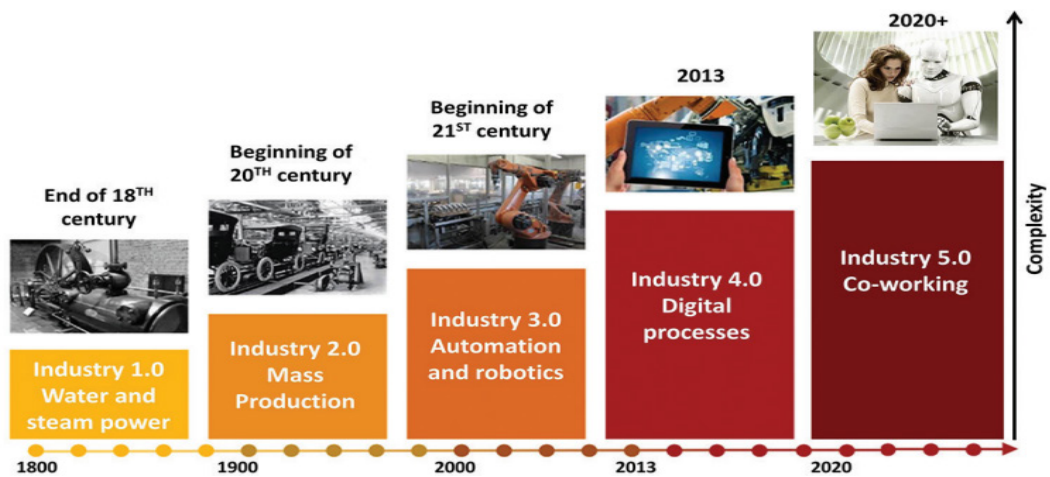 End of 18TH
century
Industry 1.0
Water and
steam power
Beginning of
20TH century
Industry 2.0
Mass
Production
Beginning of
21ST century
Industry 3.0
Automation
and robotics
2013
Industry 4.0
Digital
processes
2020+
Industry 5.0
Co-working
Complexity
1800
1900
2000
2013
2020